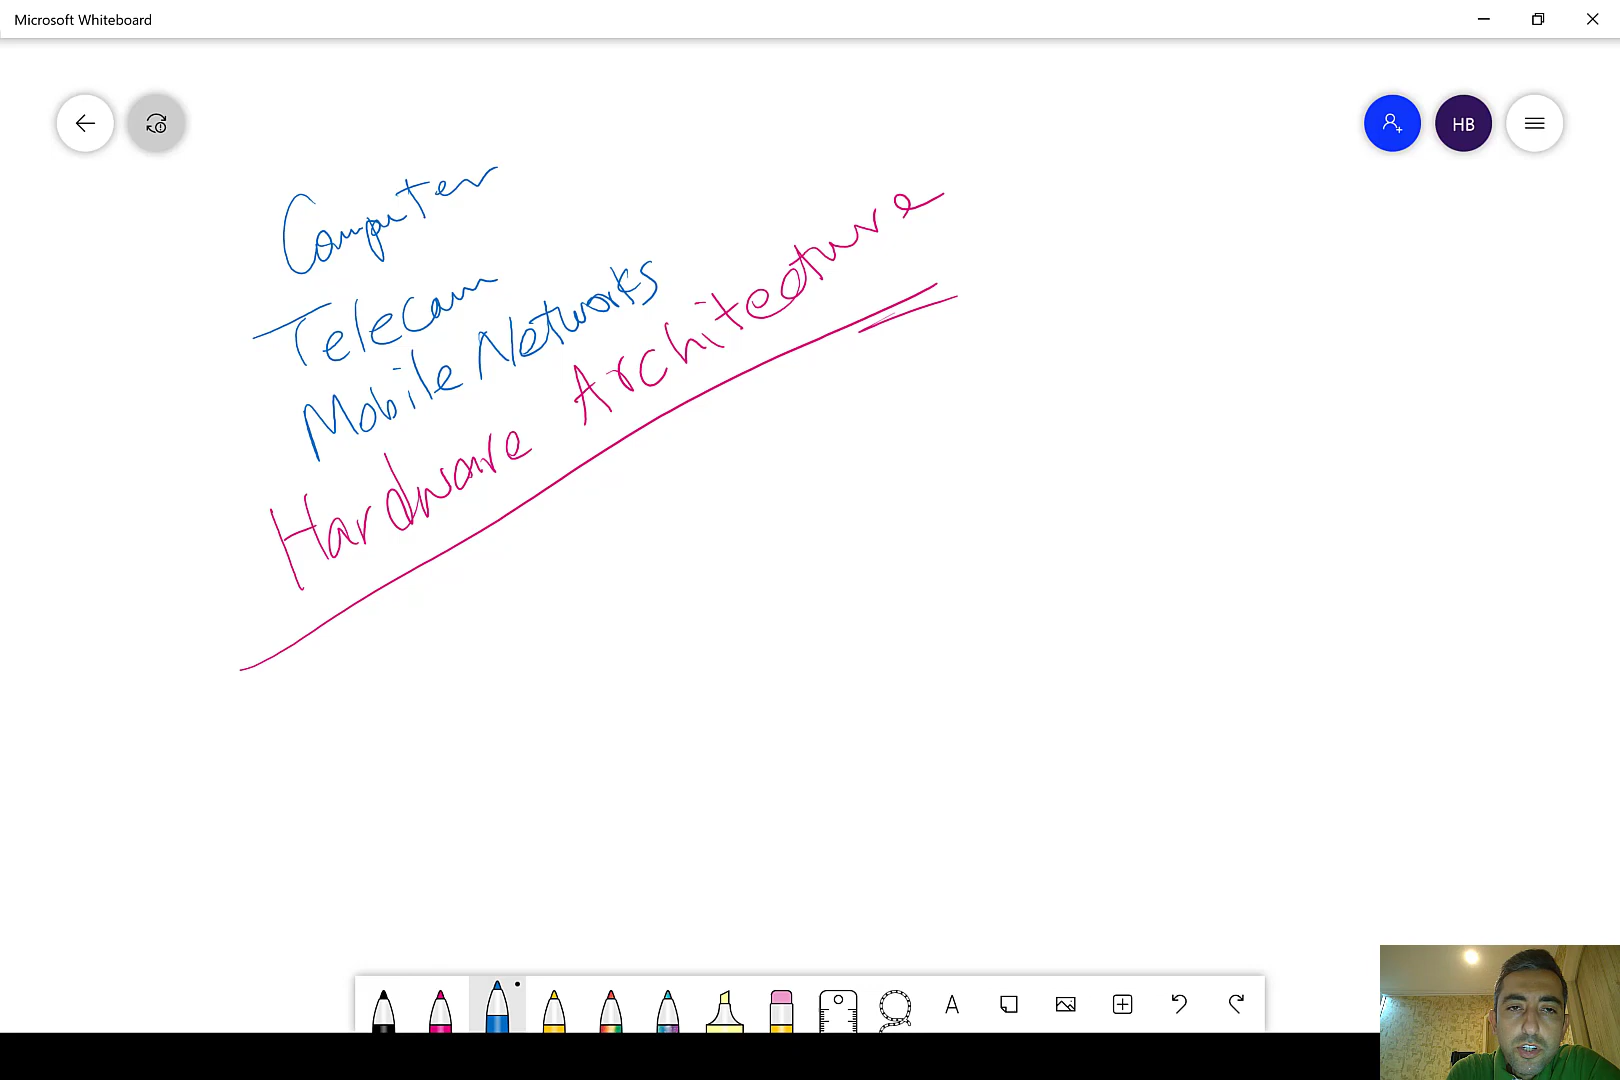 Microsoft Whiteboard
HB
Computer
Telecom
Mobile Networks
Hardware Architecture
A